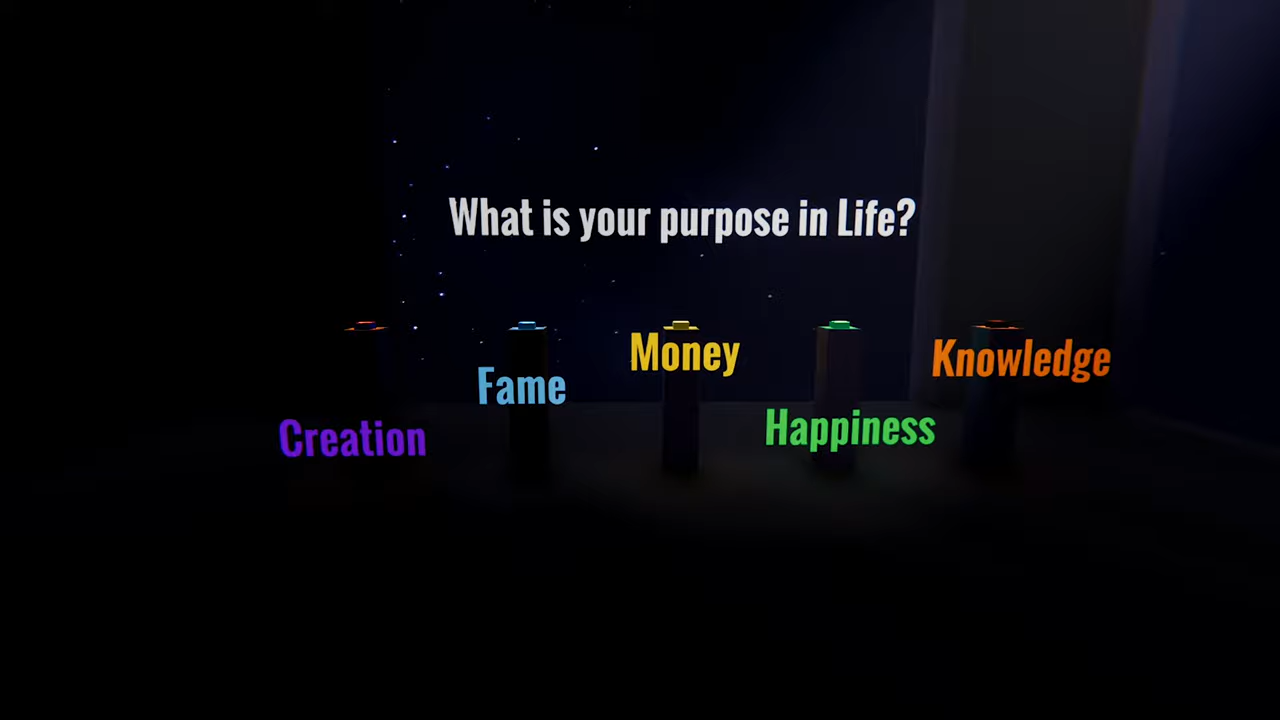 What is your purpose in Life?
Creation
Fame
Money
Happiness
Knowledge